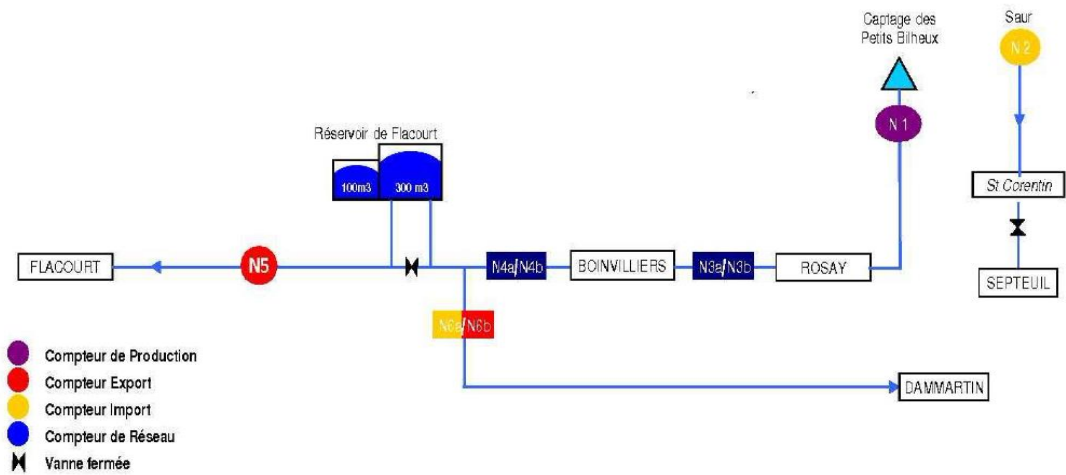 Captage des
Petits Bilheux
Saur
N 2
N 1
Réservoir de Flacourt
100m3
300 m3
St Corentin
FLACOURT
N5
N4a/N4b
BOINVILLIERS
N3a/N3b
ROSAY
SEPTEUIL
N6a/N6b
DAMMARTIN
Compteur de Production
Compteur Export
Compteur Import
Compteur de Réseau
Vanne fermée